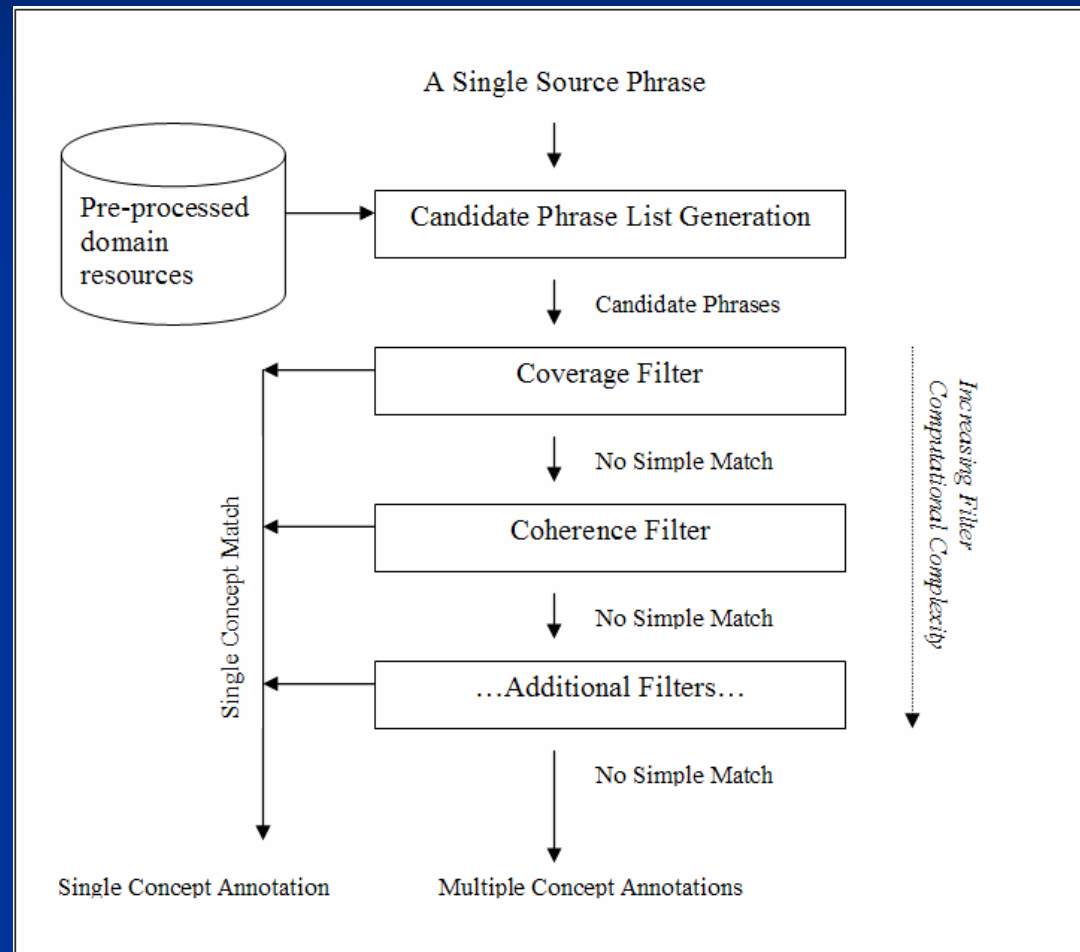 A Single Source Phrase
Pre-processed
domain
resources
Candidate Phrase List Generation
Candidate Phrases
Coverage Filter
No Simple Match
Coherence Filter
No Simple Match
…Additional Filters…
No Simple Match
Single Concept Match
Increasing Filter
Computational Complexity
Single Concept Annotation
Multiple Concept Annotations